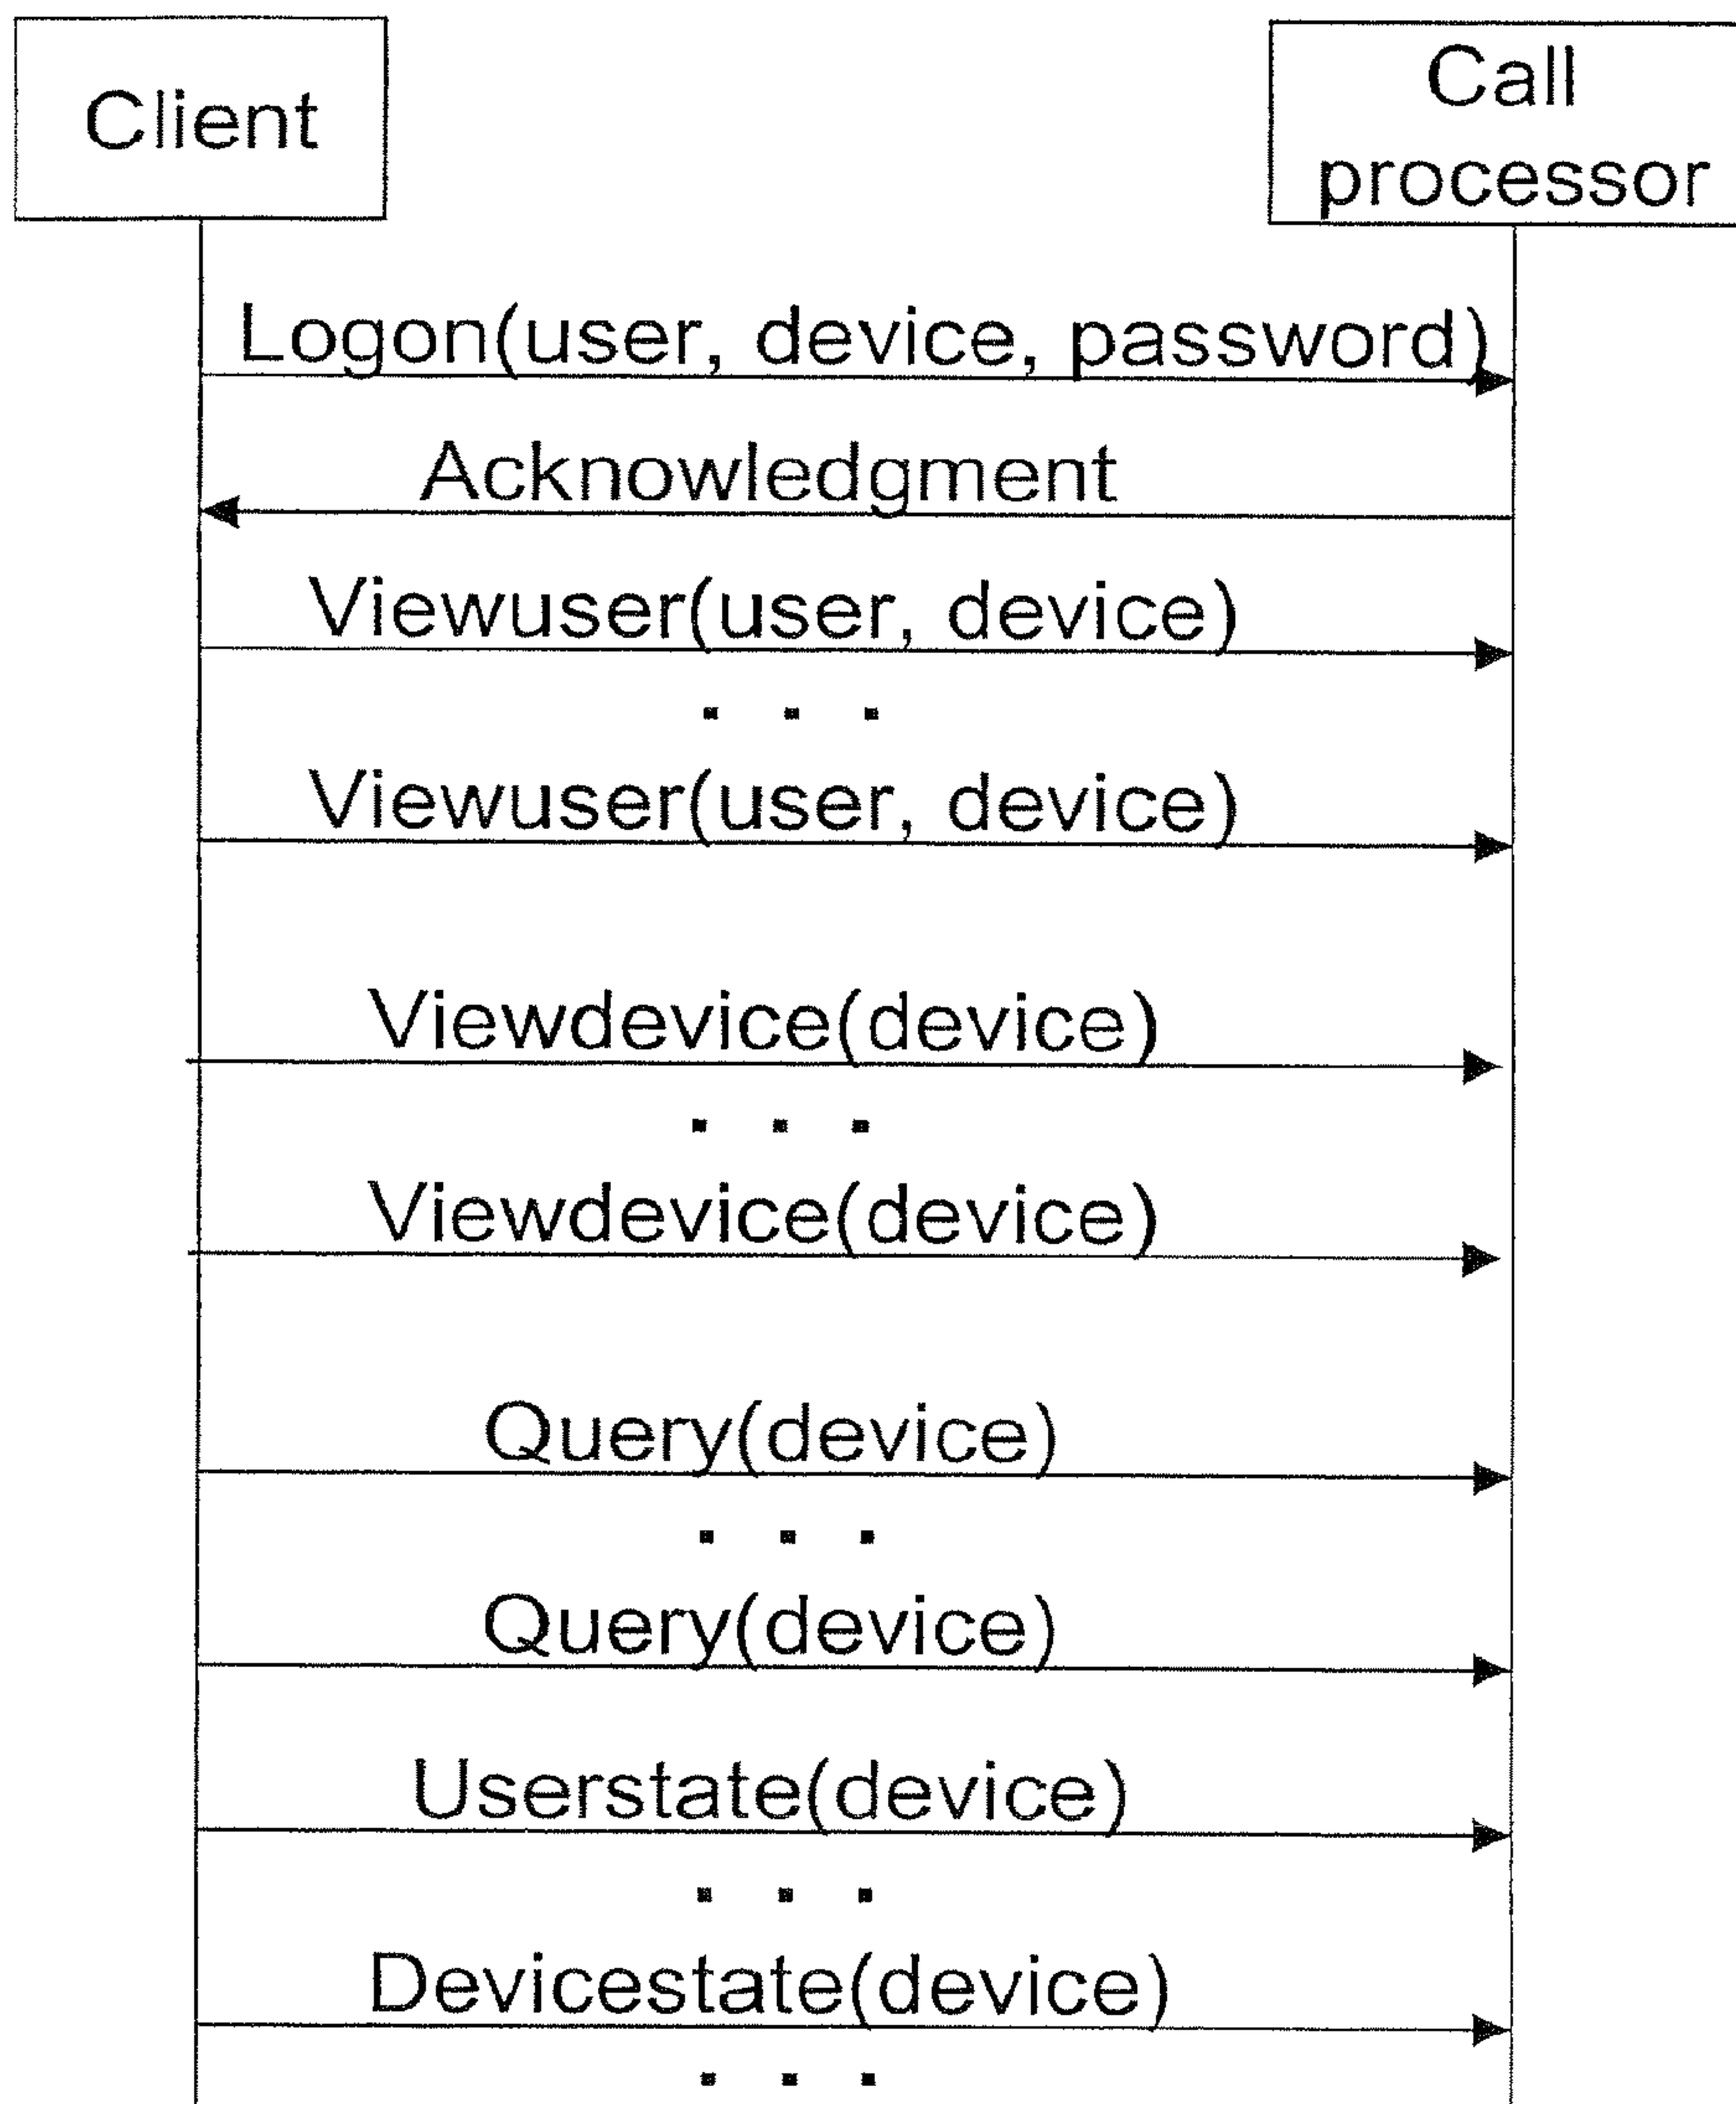 Client
Call
processor
Logon(user, device, password)
Acknowledgment
Viewuser(user, device)
. . .
Viewuser(user, device)
Viewdevice(device)
. . .
Viewdevice(device)
Query(device)
. . .
Query(device)
Userstate(device)
. . .
Devicestate(device)
. . .